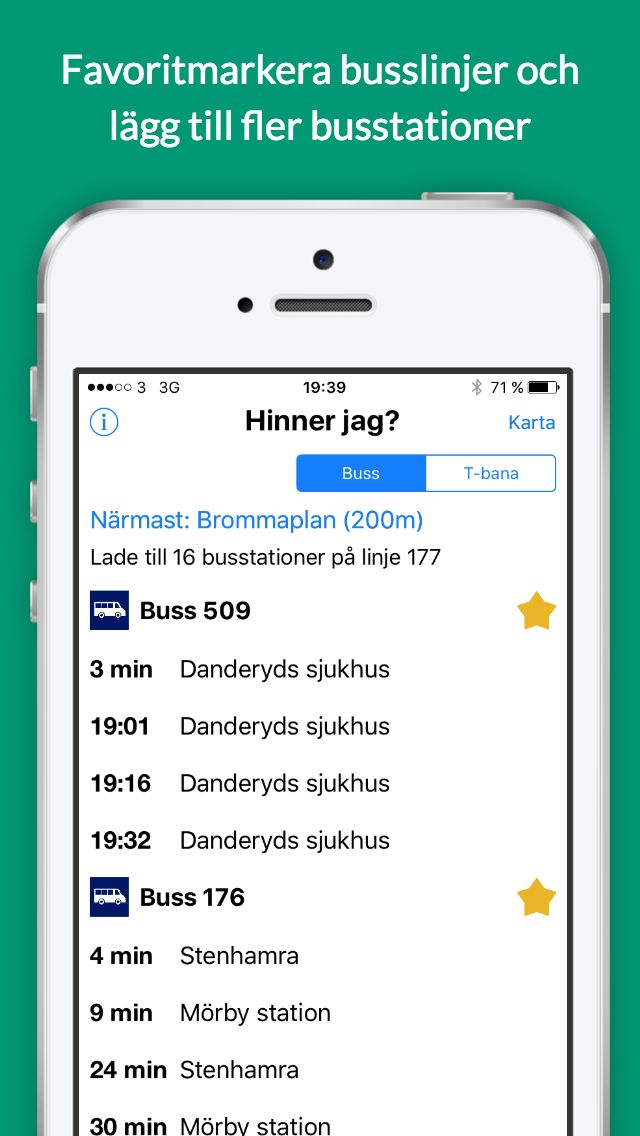 Favoritmarkera busslinjer och
lägg till fler busstationer
3 3G 19:39 71 %
i Hinner jag? Karta
Buss T-bana
Närmast: Brommaplan (200m)
Lade till 16 busstationer på linje 177
Buss 509
3 min Danderyds sjukhus
19:01 Danderyds sjukhus
19:16 Danderyds sjukhus
19:32 Danderyds sjukhus
Buss 176
4 min Stenhamra
9 min Mörby station
24 min Stenhamra
30 min Mörby station